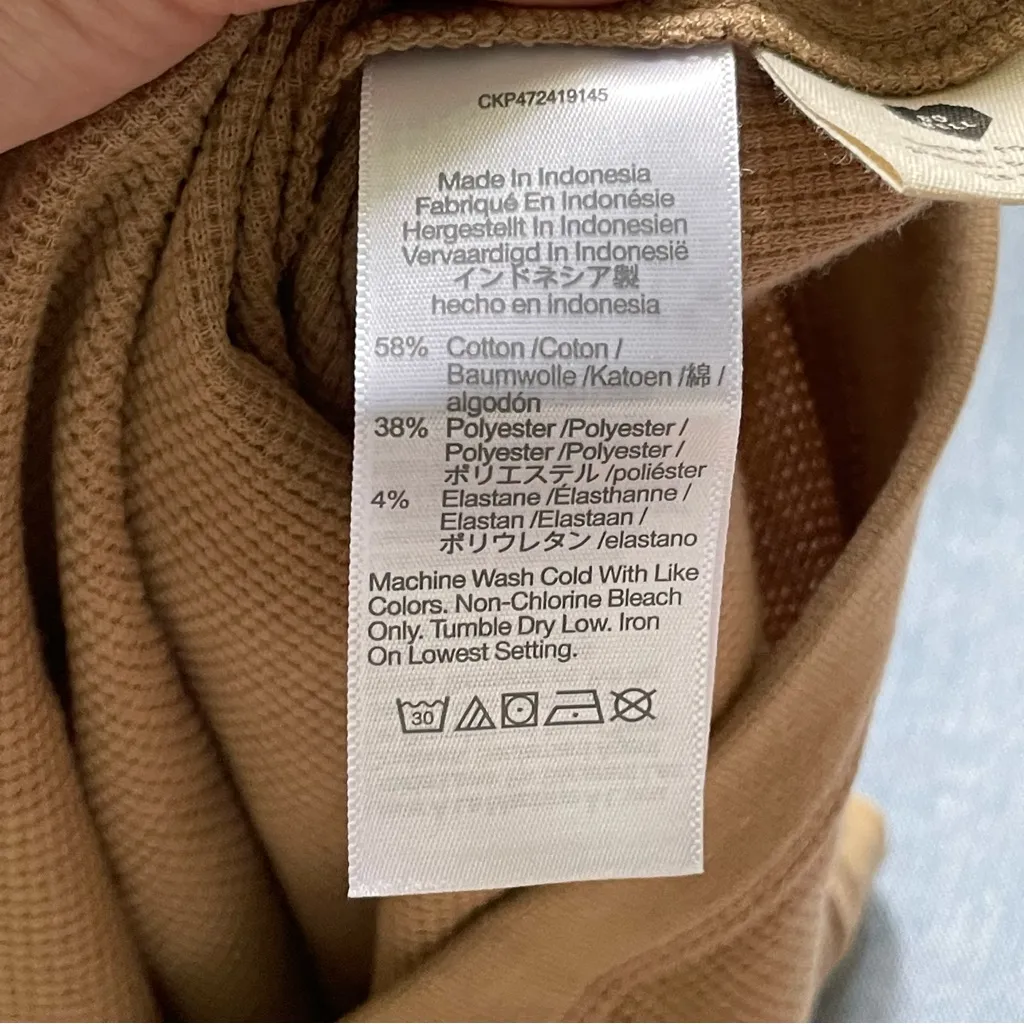 CKP472419145
Made In Indonesia
Fabriqué En Indonésie
Hergestellt In Indonesien
Vervaardigd In Indonesië
インドネシア製
hecho en indonesia
58% Cotton /Coton /
Baumwolle /Katoen /綿 /
algodón
38% Polyester /Polyester /
Polyester /Polyester /
ポリエステル /poliéster
4% Elastane /Élasthanne /
Elastan /Elastaan /
ポリウレタン /elastano
Machine Wash Cold With Like
Colors. Non-Chlorine Bleach
Only. Tumble Dry Low. Iron
On Lowest Setting.
30